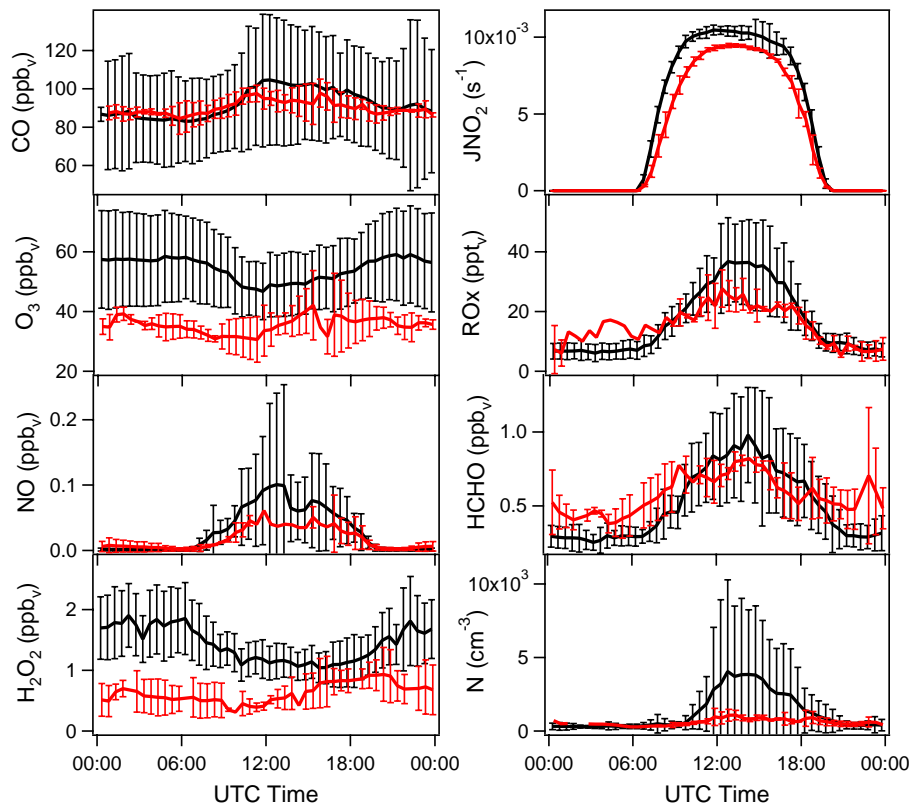 CO (ppbv)
120
100
80
60
O3 (ppbv)
60
40
20
NO (ppbv)
0.2
0.1
0.0
H2O2 (ppbv)
2
1
0
00:00 06:00 12:00 18:00 00:00
UTC Time
JNO2 (s-1)
10x10-3
5
0
ROx (pptv)
40
20
0
HCHO (ppbv)
1.0
0.5
N (cm-3)
10x103
5
0
00:00 06:00 12:00 18:00 00:00
UTC Time